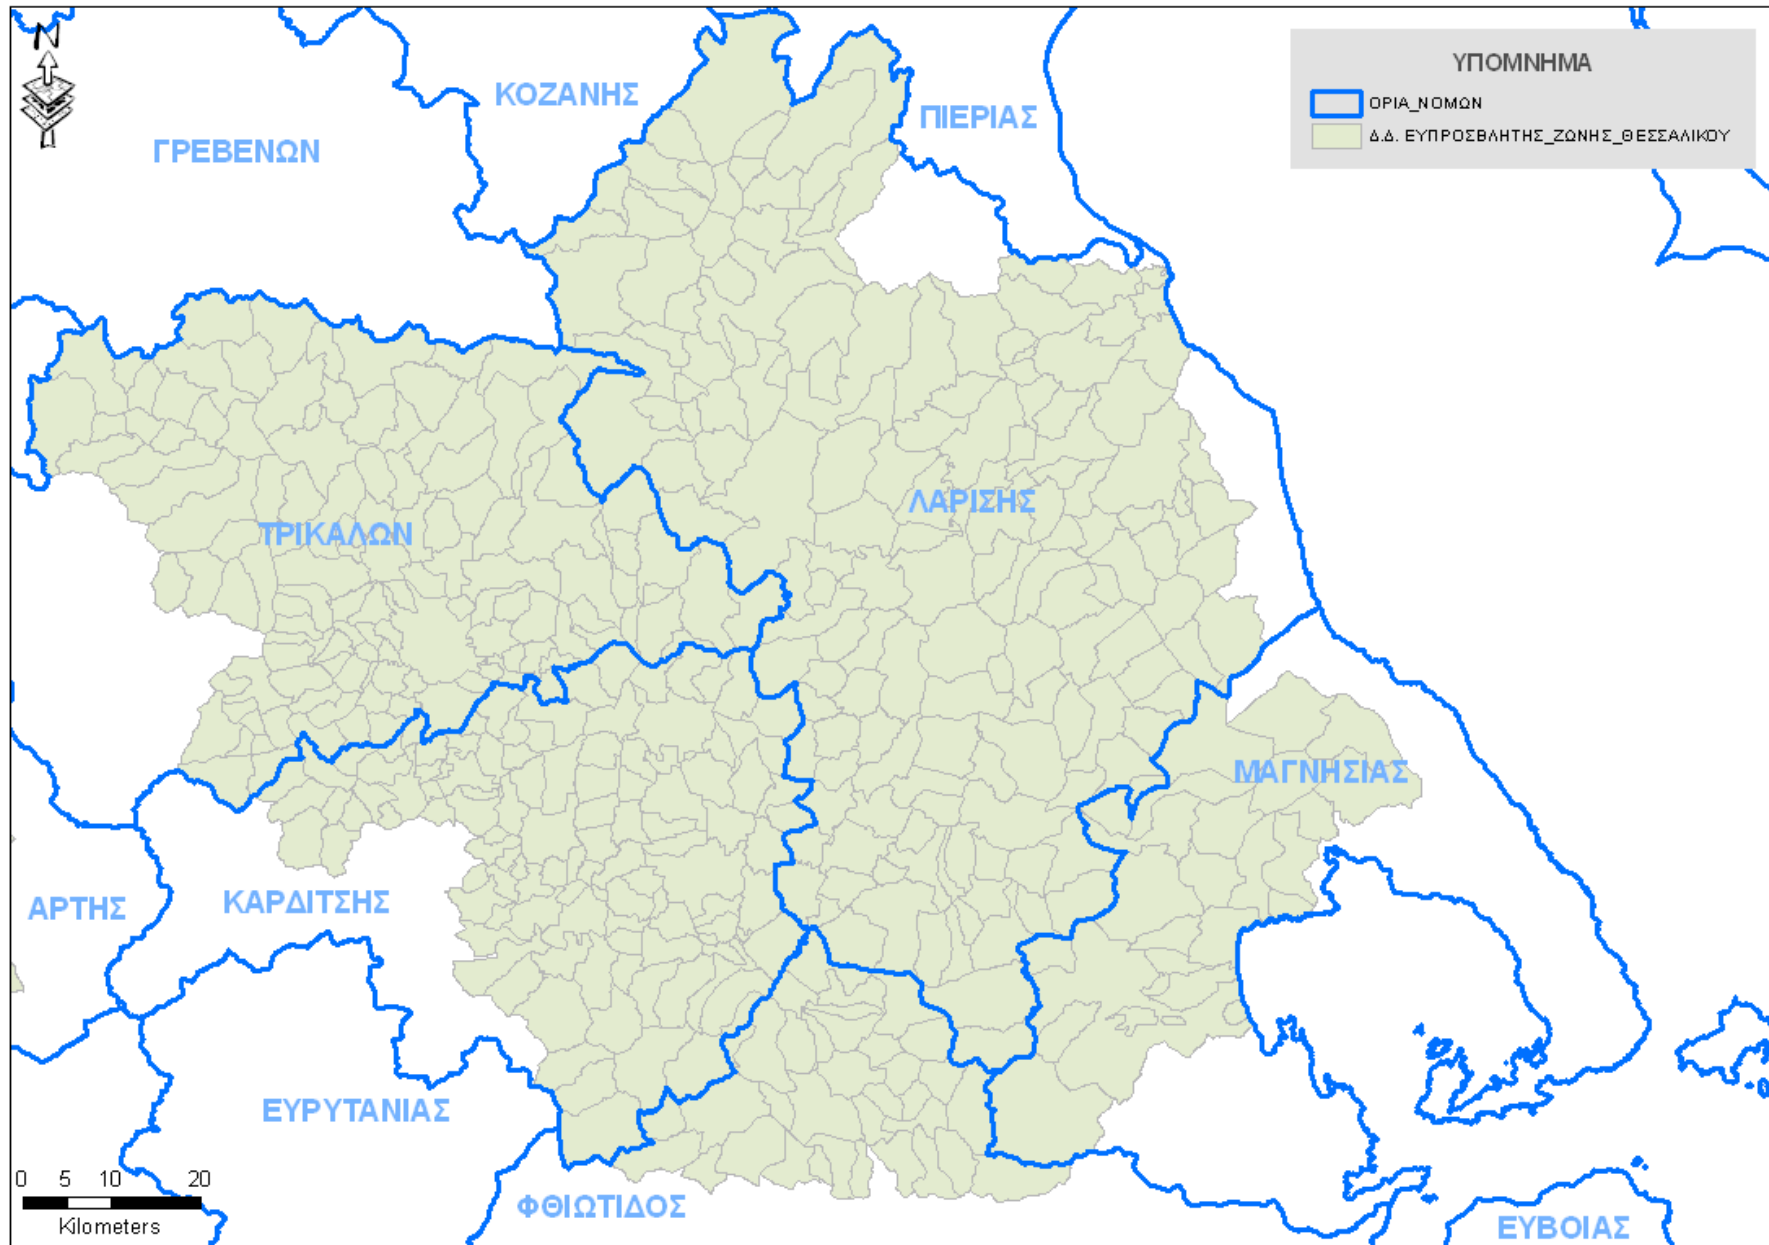 N
ΥΠΟΜΝΗΜΑ
ΟΡΙΑ_ΝΟΜΩΝ
Δ.Δ. ΕΥΠΡΟΣΒΛΗΤΗΣ_ΖΩΝΗΣ_ΘΕΣΣΑΛΙΚΟΥ
ΚΟΖΑΝΗΣ
ΠΙΕΡΙΑΣ
ΓΡΕΒΕΝΩΝ
ΛΑΡΙΣΗΣ
ΤΡΙΚΑΛΩΝ
ΜΑΓΝΗΣΙΑΣ
ΑΡΤΗΣ
ΚΑΡΔΙΤΣΗΣ
ΕΥΡΥΤΑΝΙΑΣ
ΦΘΙΩΤΙΔΟΣ
ΕΥΒΟΙΑΣ
0 5 10 20
Kilometers